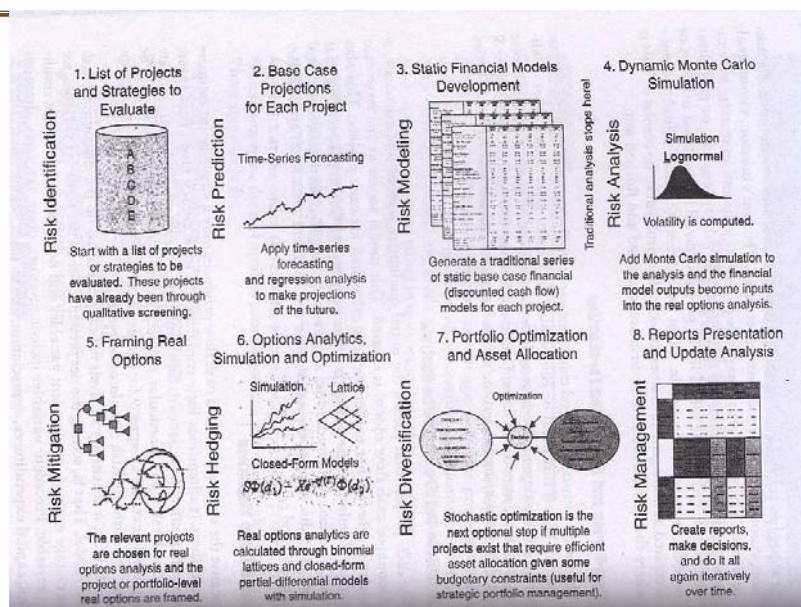 1. List of Projects
and Strategies to
Evaluate
Risk Identification
A
B
C
D
E
Start with a list of projects
or strategies to be
evaluated. These projects
have already been through
qualitative screening.
2. Base Case
Projections
for Each Project
Risk Prediction
Time-Series Forecasting
Apply time-series
forecasting
and regression analysis
to make projections
of the future.
3. Static Financial Models
Development
Risk Modeling
Generate a traditional series
of static base case financial
(discounted cash flow)
models for each project.
Traditional analysis stops here!
4. Dynamic Monte Carlo
Simulation
Risk Analysis
Simulation
Lognormal
Volatility is computed.
Add Monte Carlo simulation to
the analysis and the financial
model outputs become inputs
into the real options analysis.
5. Framing Real
Options
Risk Mitigation
The relevant projects
are chosen for real
options analysis and the
project or portfolio-level
real options are framed.
6. Options Analytics,
Simulation and Optimization
Risk Hedging
Simulation
Lattice
Closed-Form Models
Real options analytics are
calculated through binomial
lattices and closed-form
partial-differential models
with simulation.
7. Portfolio Optimization
and Asset Allocation
Risk Diversification
Optimization
Stochastic optimization is the
next optional step if multiple
projects exist that require efficient
asset allocation given some
budgetary constraints (useful for
strategic portfolio management).
8. Reports Presentation
and Update Analysis
Risk Management
Create reports,
make decisions,
and do it all
again iteratively
over time.